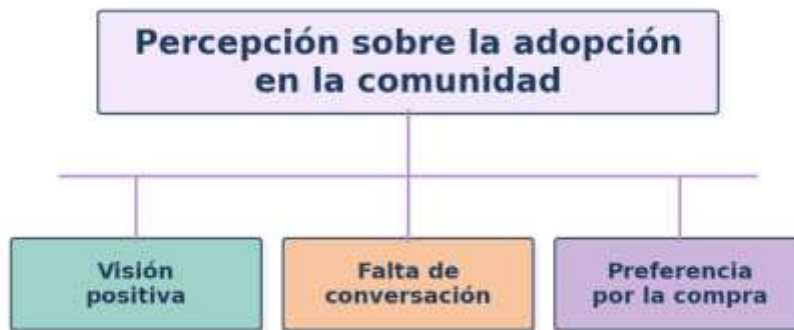 Percepción sobre la adopción
en la comunidad
Visión
positiva
Falta de
conversación
Preferencia
por la compra